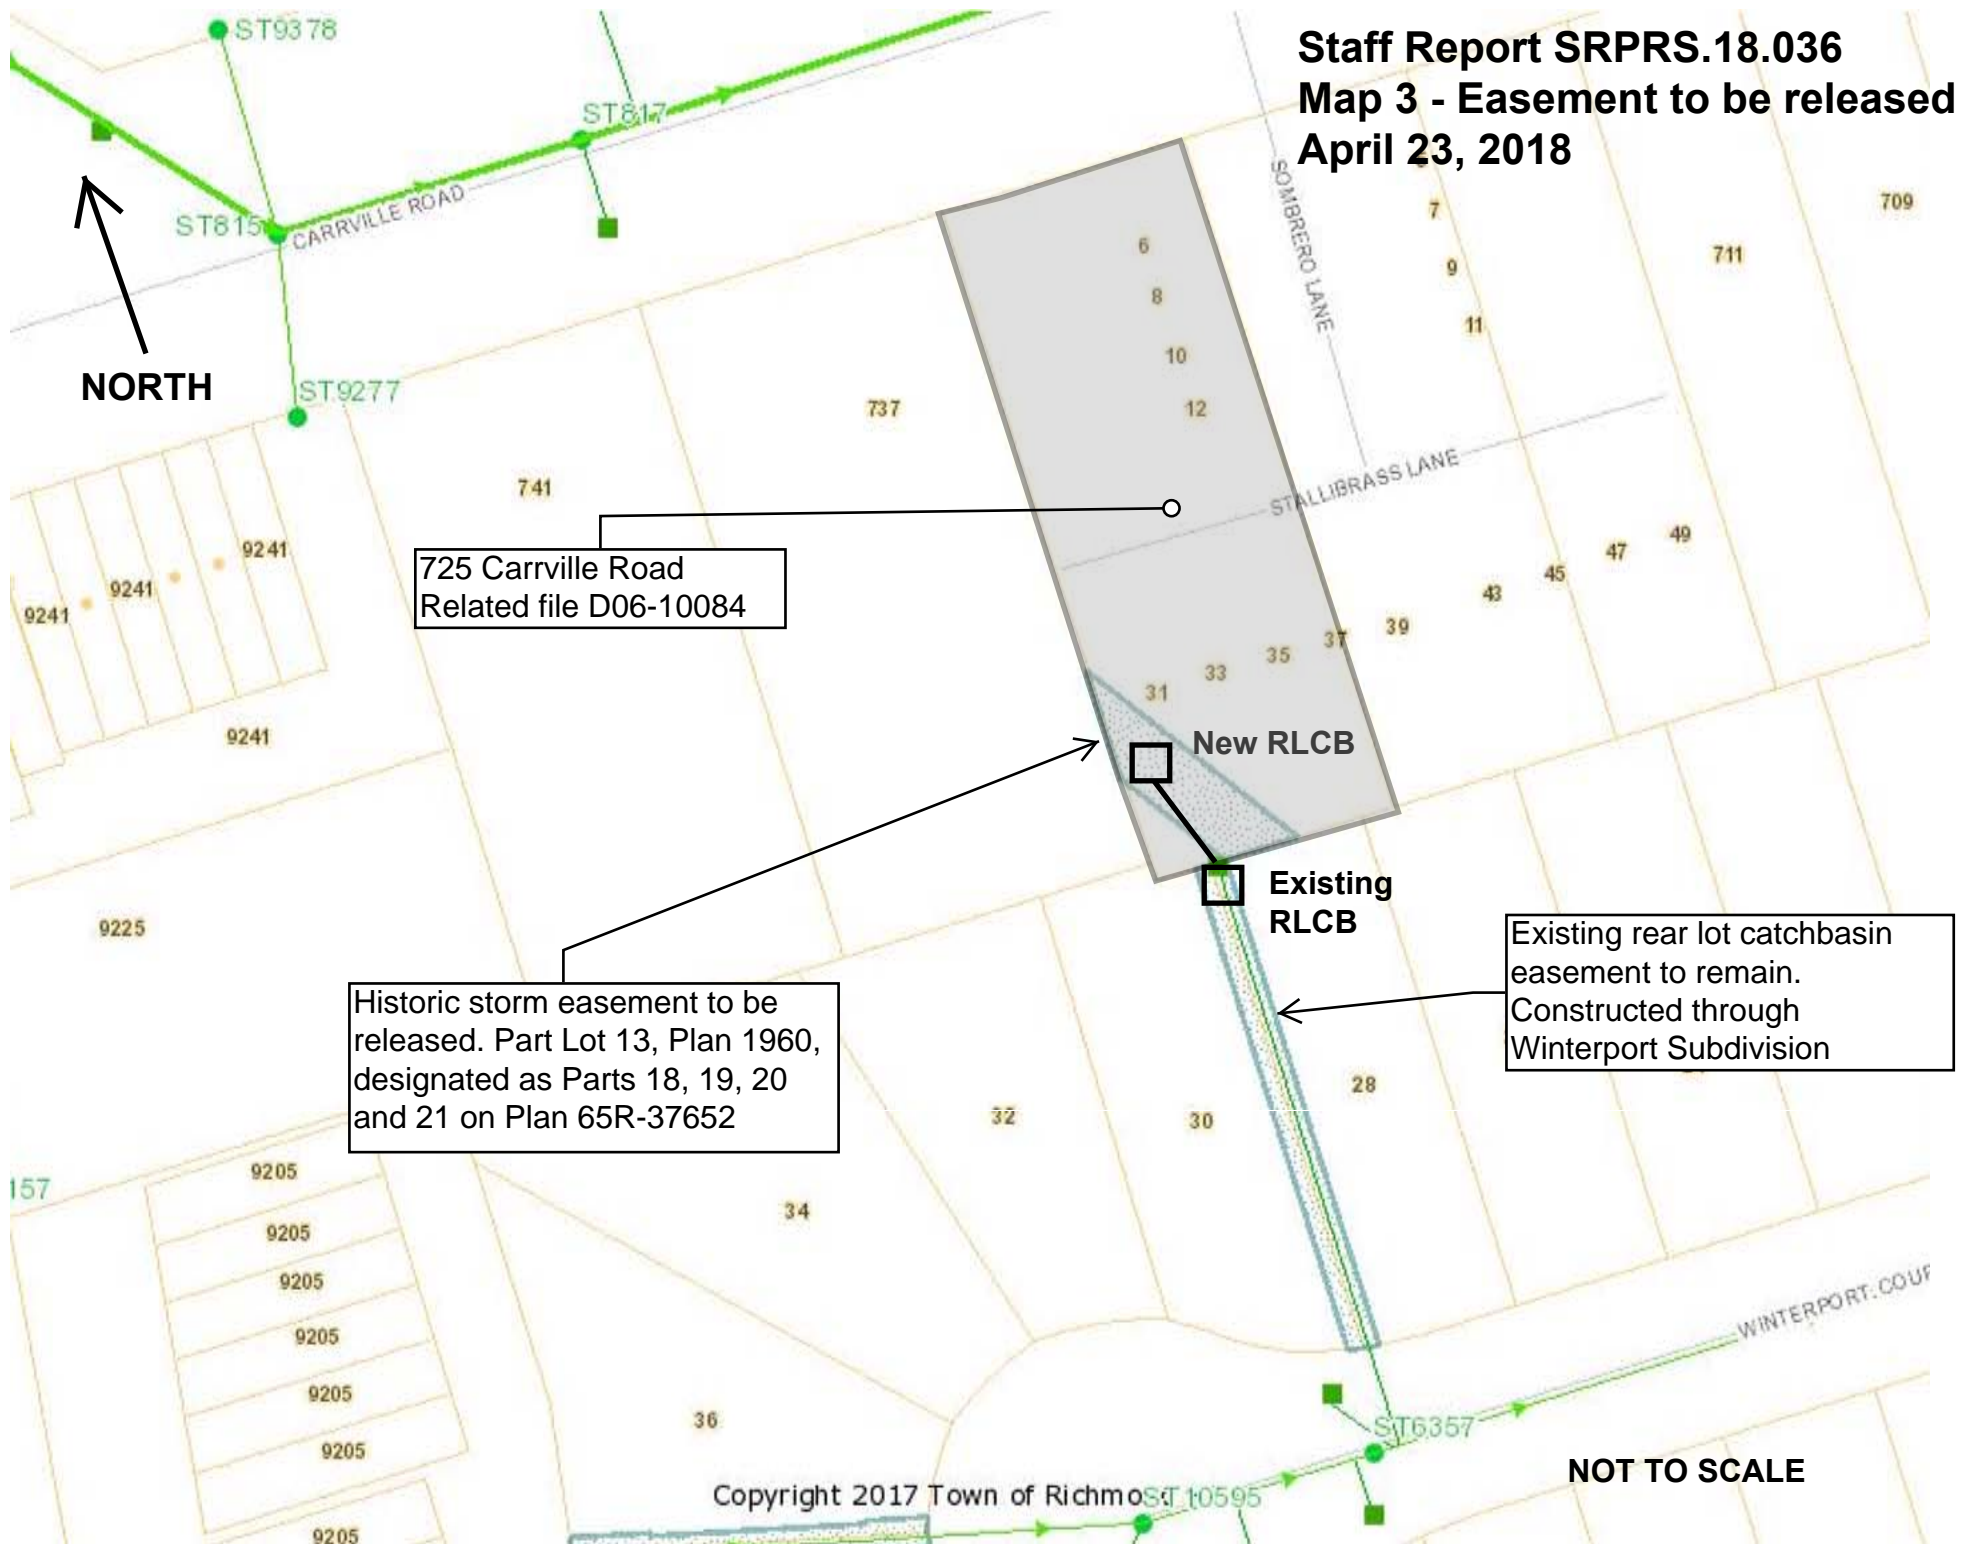 Staff Report SRPRS.18.036
Map 3 - Easement to be released
April 23, 2018
ST9378
ST817
ST815
CARRVILLE ROAD
NORTH
ST9277
SOMBRERO LANE
6
8
10
12
7
9
11
711
709
737
741
STALLIBRASS LANE
9241
9241
9241
9241
725 Carrville Road
Related file D06-10084
31
33
35
37
39
43
45
47
49
New RLCB
Existing
RLCB
9225
Existing rear lot catchbasin
easement to remain.
Constructed through
Winterport Subdivision
Historic storm easement to be
released. Part Lot 13, Plan 1960,
designated as Parts 18, 19, 20
and 21 on Plan 65R-37652
28
30
32
34
36
157
9205
9205
9205
9205
9205
9205
9205
WINTERPORT COUR
ST6357
ST10595
NOT TO SCALE
Copyright 2017 Town of Richmo